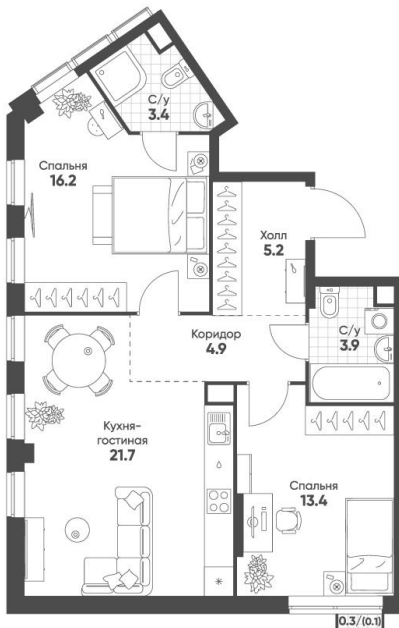 С/у
3.4
Спальня
16.2
Холл
5.2
Коридор
4.9
С/у
3.9
Кухня-
гостиная
21.7
Спальня
13.4
0.3/(0.1)